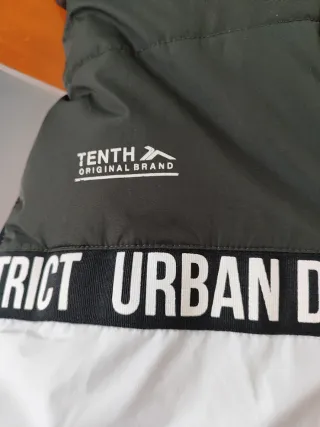 TENTH
ORIGINAL BRAND
TRICT URBAN D